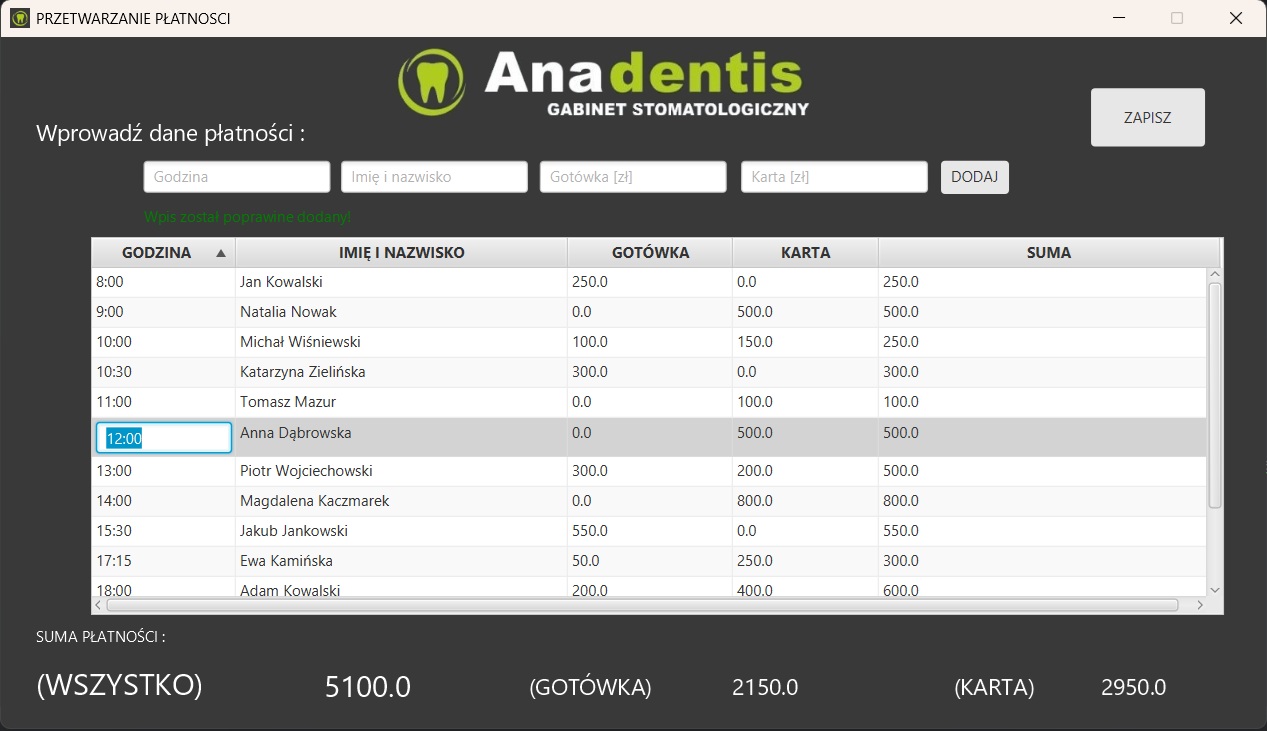 PRZETWARZANIE PŁATNOSCI
Anadentis
GABINET STOMATOLOGICZNY
Wprowadź dane płatności :
ZAPISZ
Godzina Imię i nazwisko Gotówka [zł] Karta [zł] DODAJ
Wpis został poprawine dodany!
GODZINA IMIĘ I NAZWISKO GOTÓWKA KARTA SUMA
8:00 Jan Kowalski 250.0 0.0 250.0
9:00 Natalia Nowak 0.0 500.0 500.0
10:00 Michał Wiśniewski 100.0 150.0 250.0
10:30 Katarzyna Zielińska 300.0 0.0 300.0
11:00 Tomasz Mazur 0.0 100.0 100.0
12:00 Anna Dąbrowska 0.0 500.0 500.0
13:00 Piotr Wojciechowski 300.0 200.0 500.0
14:00 Magdalena Kaczmarek 0.0 800.0 800.0
15:30 Jakub Jankowski 550.0 0.0 550.0
17:15 Ewa Kamińska 50.0 250.0 300.0
18:00 Adam Kowalski 200.0 400.0 600.0
SUMA PŁATNOŚCI :
(WSZYSTKO) 5100.0 (GOTÓWKA) 2150.0 (KARTA) 2950.0